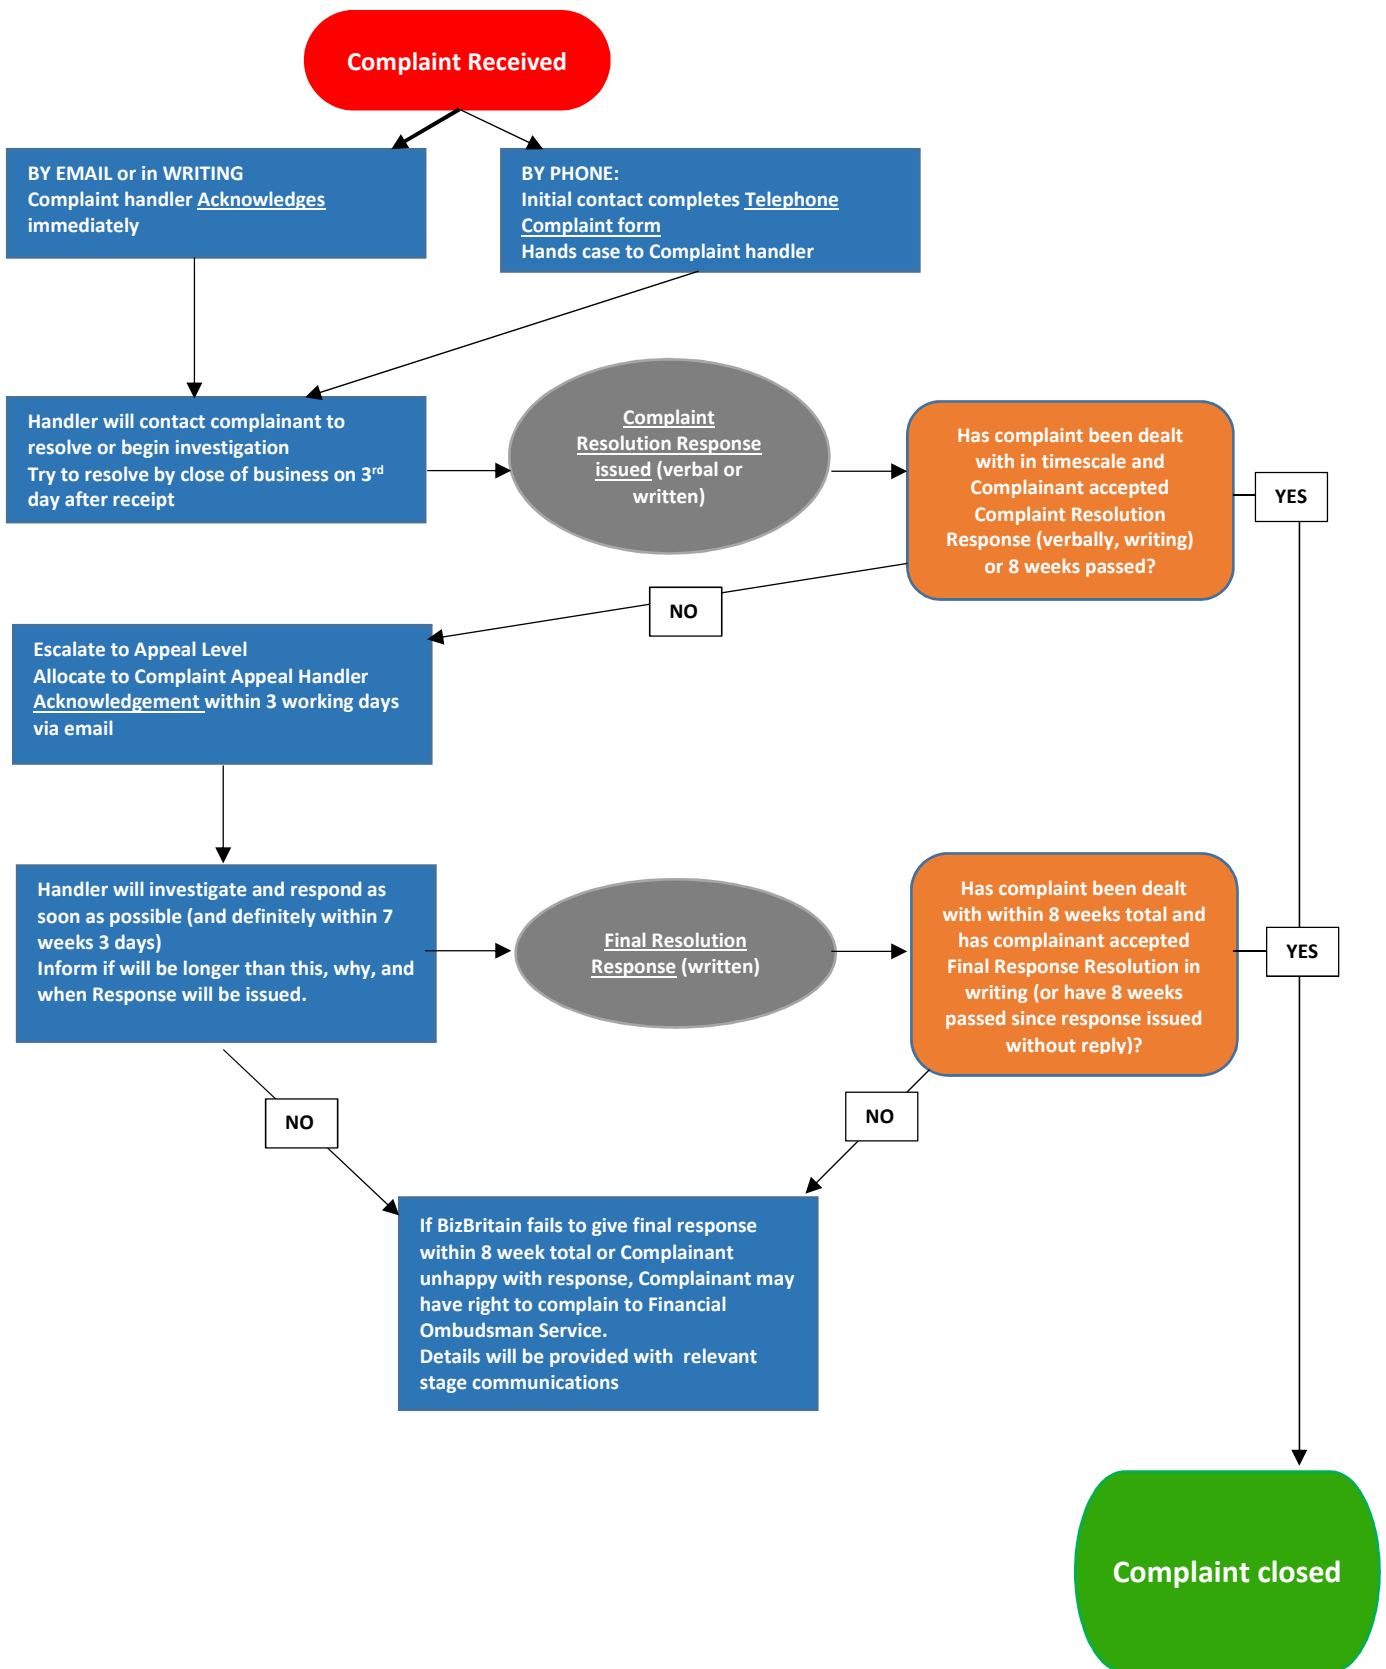 Complaint Received
BY EMAIL or in WRITING
Complaint handler Acknowledges
immediately
BY PHONE:
Initial contact completes Telephone
Complaint form
Hands case to Complaint handler
Handler will contact complainant to
resolve or begin investigation
Try to resolve by close of business on 3rd
day after receipt
Complaint
Resolution Response
issued (verbal or
written)
Has complaint been dealt
with in timescale and
Complainant accepted
Complaint Resolution
Response (verbally, writing)
or 8 weeks passed?
YES
NO
Escalate to Appeal Level
Allocate to Complaint Appeal Handler
Acknowledgement within 3 working days
via email
Handler will investigate and respond as
soon as possible (and definitely within 7
weeks 3 days)
Inform if will be longer than this, why, and
when Response will be issued.
Final Resolution
Response (written)
Has complaint been dealt
with within 8 weeks total and
has complainant accepted
Final Response Resolution in
writing (or have 8 weeks
passed since response issued
without reply)?
YES
NO
NO
If BizBritain fails to give final response
within 8 week total or Complainant
unhappy with response, Complainant may
have right to complain to Financial
Ombudsman Service.
Details will be provided with relevant
stage communications
Complaint closed